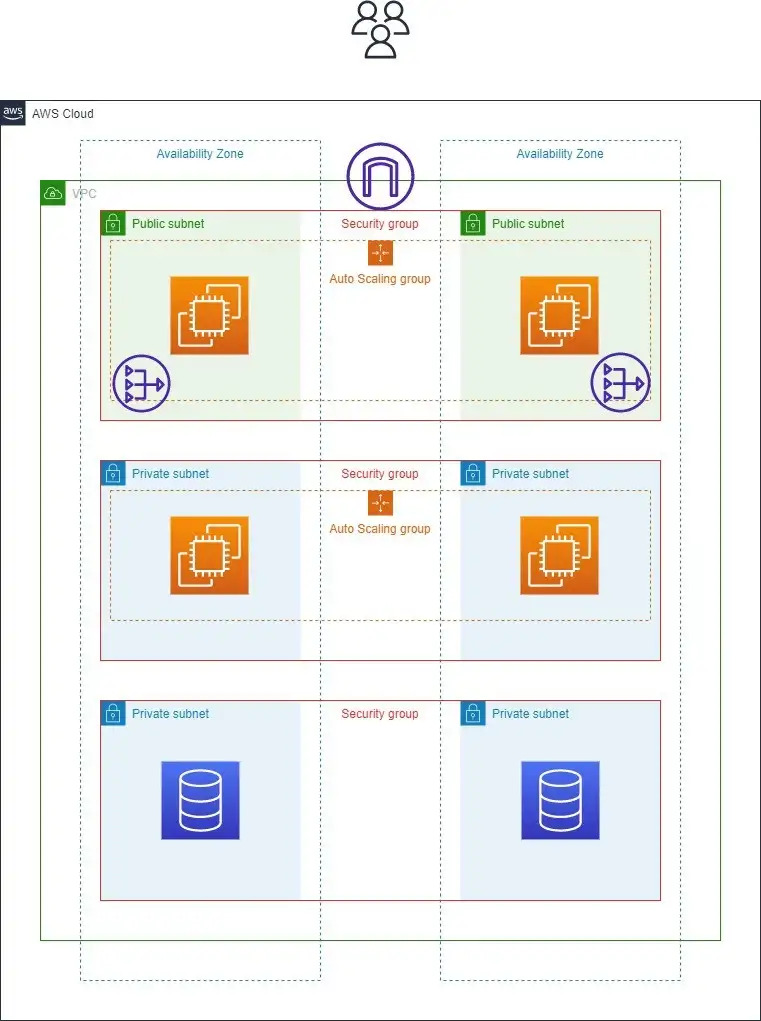 aws
AWS Cloud
Availability Zone
Availability Zone
VPC
Public subnet
Security group
Public subnet
Auto Scaling group
Private subnet
Security group
Private subnet
Auto Scaling group
Private subnet
Security group
Private subnet